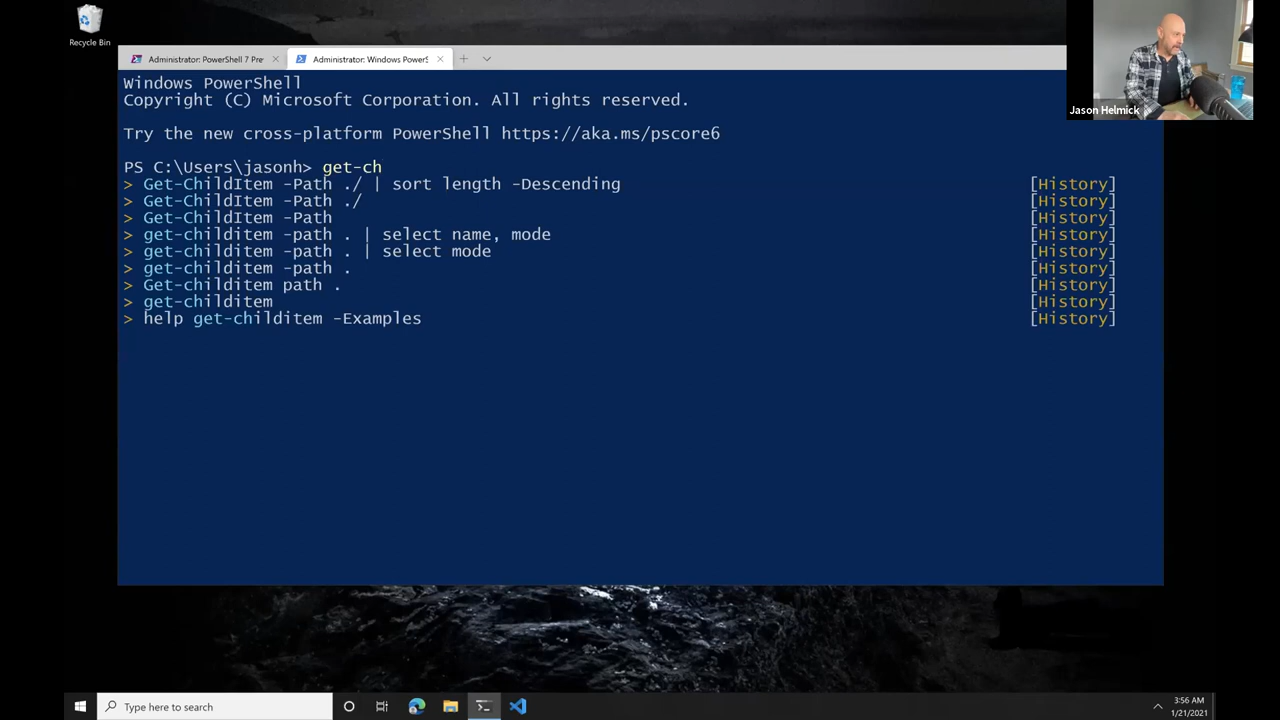 Recycle Bin
Administrator: PowerShell 7 Pre
Administrator: Windows PowerS
Jason Helmick
Windows PowerShell
Copyright (C) Microsoft Corporation. All rights reserved.
Try the new cross-platform PowerShell https://aka.ms/pscore6
PS C:\Users\jasonh> get-ch
> Get-ChildItem -Path ./ | sort length -Descending [History]
> Get-ChildItem -Path ./ [History]
> Get-ChildItem -Path [History]
> get-childitem -path . | select name, mode [History]
> get-childitem -path . | select mode [History]
> get-childitem -path . [History]
> Get-childitem path . [History]
> get-childitem [History]
> help get-childitem -Examples [History]
Type here to search
3:56 AM
1/21/2021